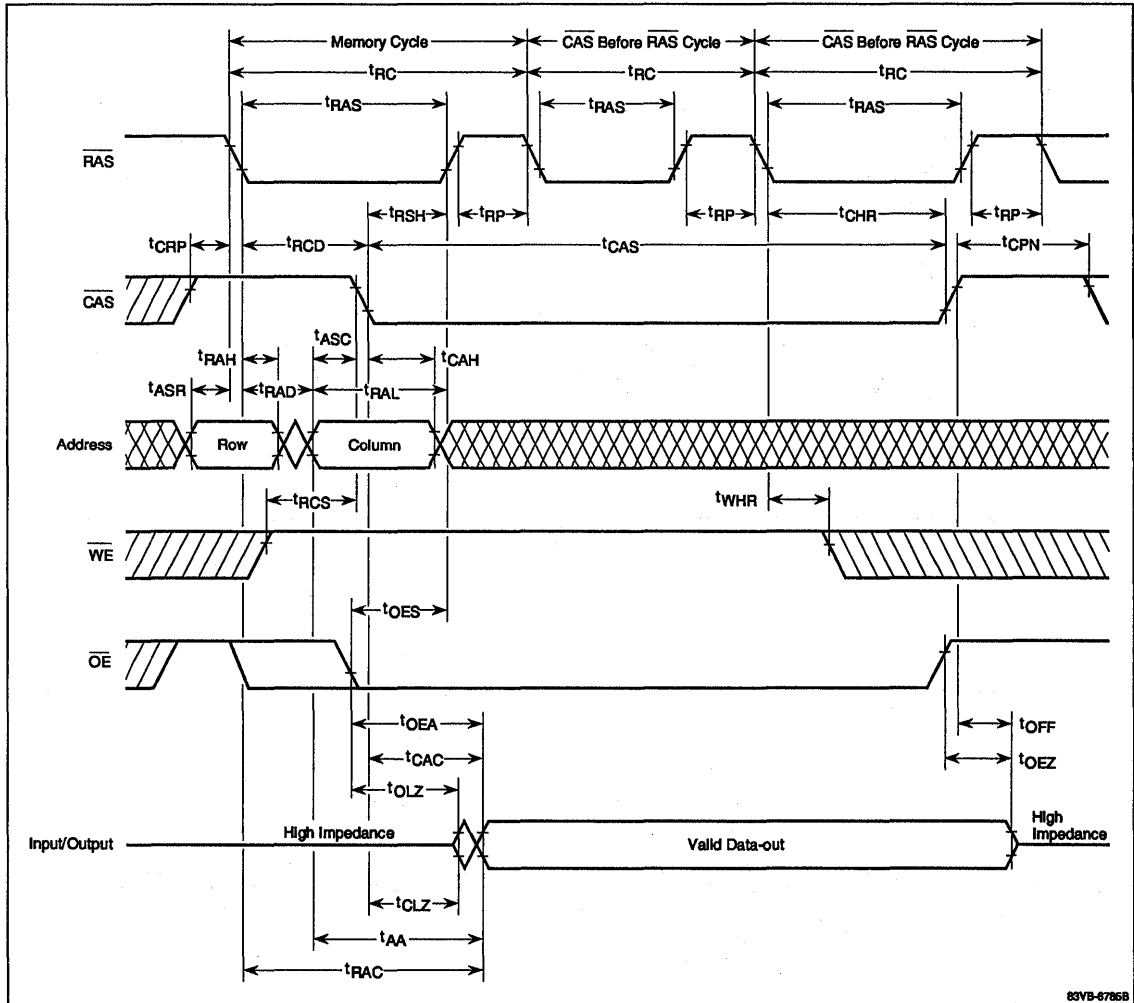 Memory Cycle CAS Before RAS Cycle CAS Before RAS Cycle
tRC tRC tRC
tRAS tRAS tRAS
RAS
tRSH tRP tRP tCHR tRP
tCRP tRCD tCAS tCPN
CAS
tASC
tRAH tCAH
tASR tRAD tRAL
Address Row Column
tRCS tWHR
WE
tOES
OE
tOEA tOFF
tCAC tOEZ
tOLZ
High Impedance High Impedance
Input/Output Valid Data-out
tCLZ
tAA
tRAC
83VB-6786B